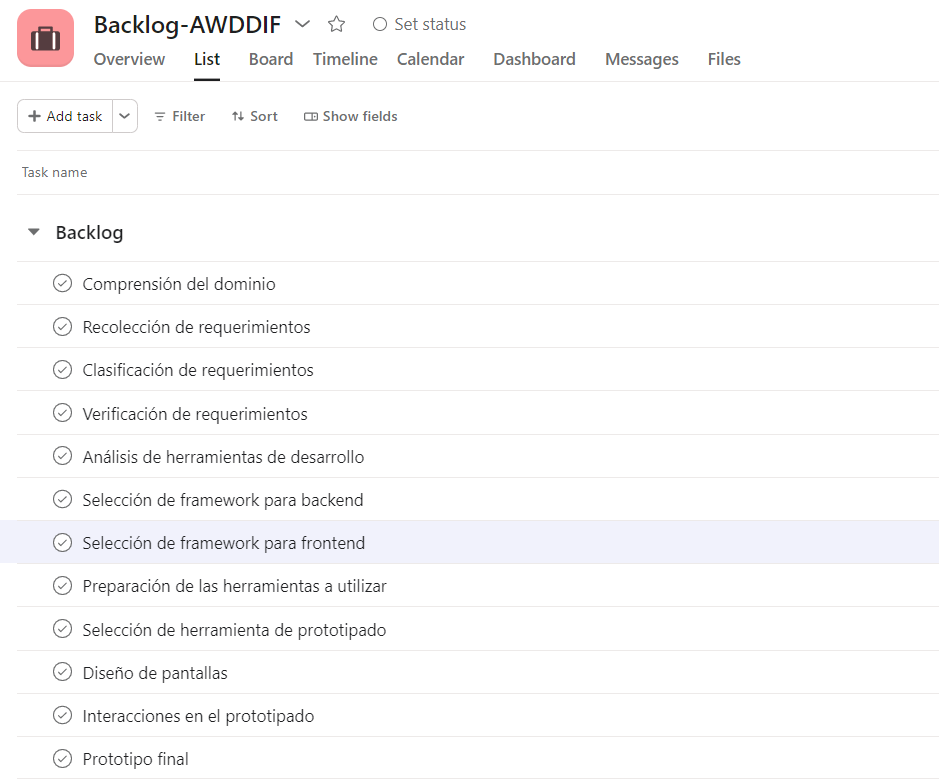 Backlog-AWDDIF Set status
Overview List Board Timeline Calendar Dashboard Messages Files
+ Add task Filter Sort Show fields
Task name
Backlog
Comprensión del dominio
Recolección de requerimientos
Clasificación de requerimientos
Verificación de requerimientos
Análisis de herramientas de desarrollo
Selección de framework para backend
Selección de framework para frontend
Preparación de las herramientas a utilizar
Selección de herramienta de prototipado
Diseño de pantallas
Interacciones en el prototipado
Prototipo final